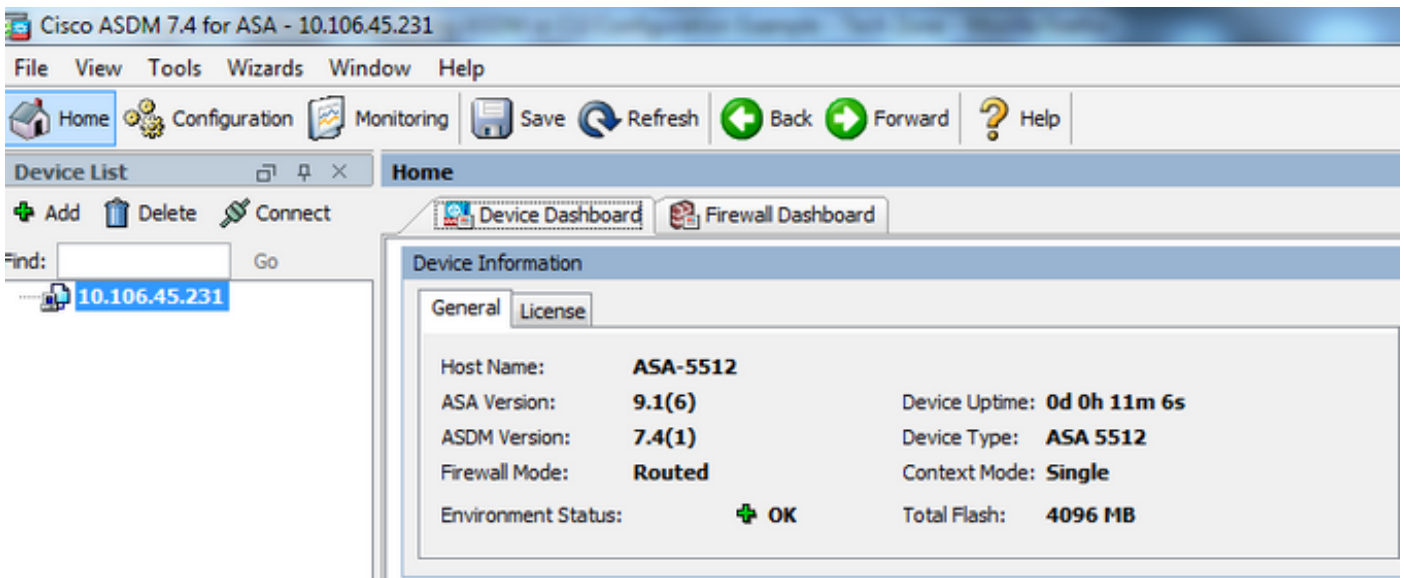 Cisco ASDM 7.4 for ASA - 10.106.45.231
File View Tools Wizards Window Help
Home Configuration Monitoring Save Refresh Back Forward Help
Device List
Home
Add Delete Connect
Device Dashboard Firewall Dashboard
Find: Go
10.106.45.231
Device Information
General License
Host Name: ASA-5512
ASA Version: 9.1(6) Device Uptime: 0d 0h 11m 6s
ASDM Version: 7.4(1) Device Type: ASA 5512
Firewall Mode: Routed Context Mode: Single
Environment Status: OK Total Flash: 4096 MB